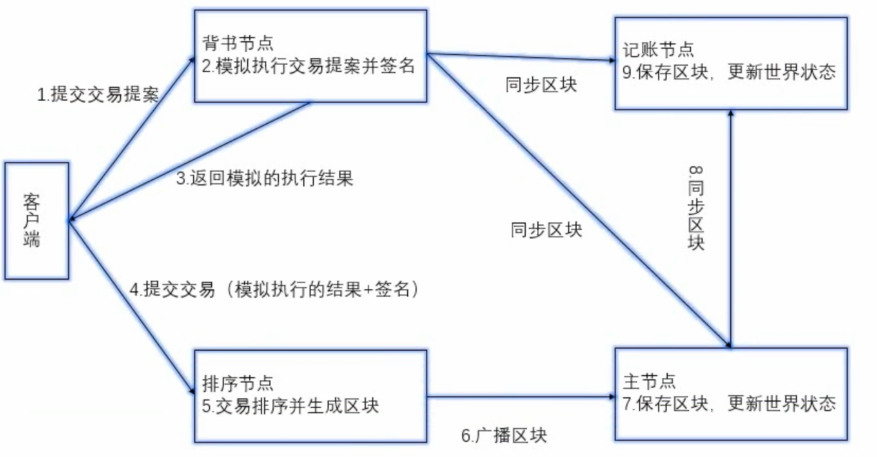 背书节点
2.模拟执行交易提案并签名
记账节点
9.保存区块，更新世界状态
同步区块
1.提交交易提案
3.返回模拟的执行结果
客户端
8.同步区块
同步区块
4.提交交易（模拟执行的结果+签名）
排序节点
5.交易排序并生成区块
主节点
7.保存区块，更新世界状态
6.广播区块